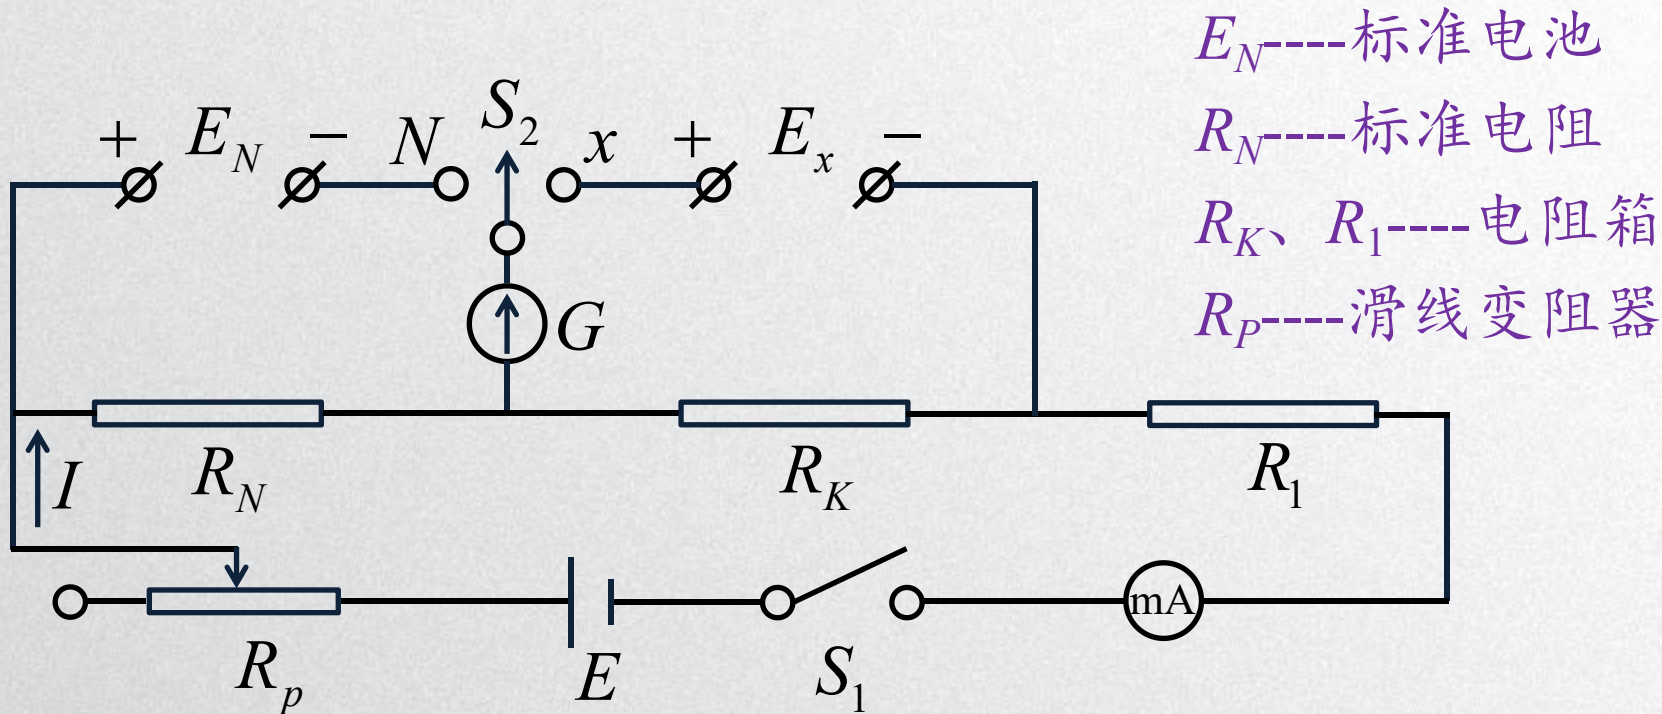 E_N----标准电池
R_N----标准电阻
R_K、R_1----电阻箱
R_P----滑线变阻器
+ E_N − N S_2 x + E_x −
G
I R_N R_K R_1
mA
R_p E S_1